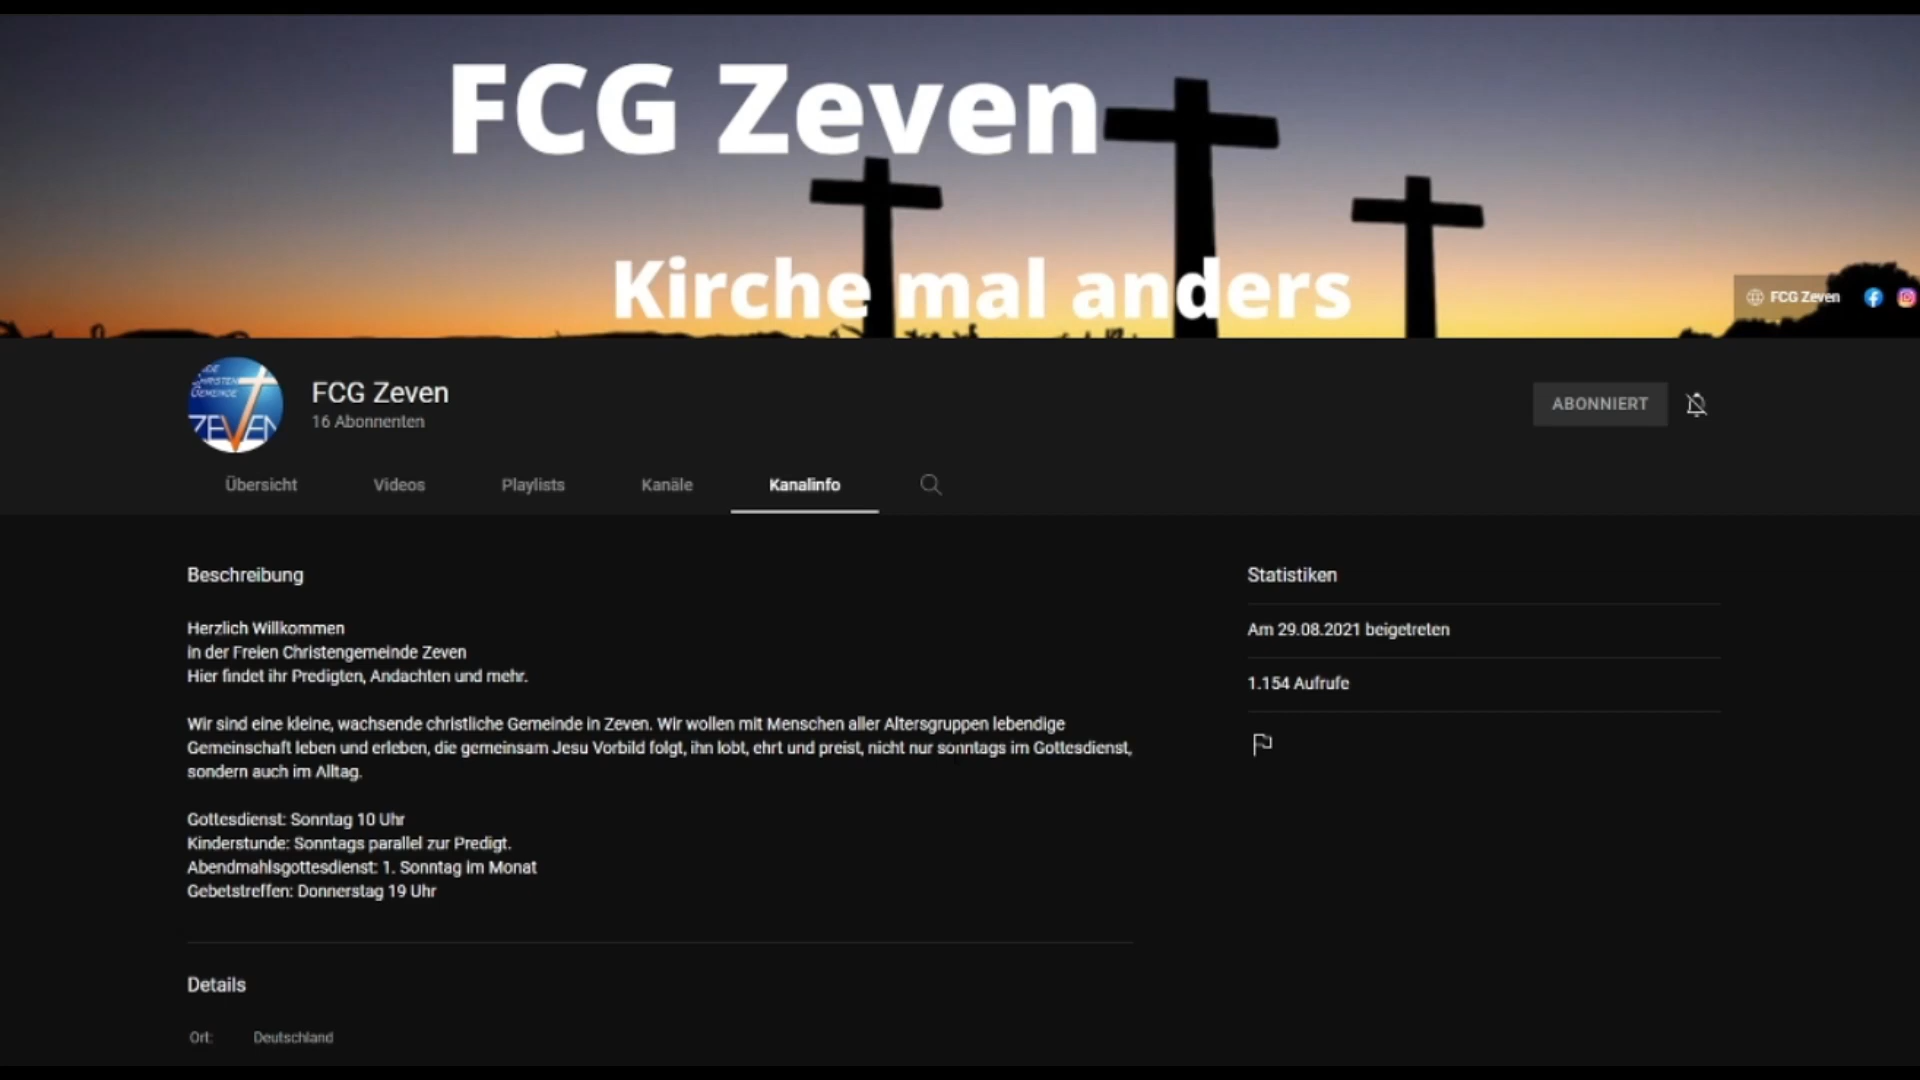 FCG Zeven
Kirche mal anders
FCG Zeven
CHRISTEN
GEMEINDE
ZEVEN
FCG Zeven
16 Abonnenten
ABONNIERT
Übersicht
Videos
Playlists
Kanäle
Kanalinfo
Beschreibung
Herzlich Willkommen
in der Freien Christengemeinde Zeven
Hier findet ihr Predigten, Andachten und mehr.
Wir sind eine kleine, wachsende christliche Gemeinde in Zeven. Wir wollen mit Menschen aller Altersgruppen lebendige
Gemeinschaft leben und erleben, die gemeinsam Jesu Vorbild folgt, ihn lobt, ehrt und preist, nicht nur sonntags im Gottesdienst,
sondern auch im Alltag.
Gottesdienst: Sonntag 10 Uhr
Kinderstunde: Sonntags parallel zur Predigt.
Abendmahlsgottesdienst: 1. Sonntag im Monat
Gebetstreffen: Donnerstag 19 Uhr
Details
Ort:
Deutschland
Statistiken
Am 29.08.2021 beigetreten
1.154 Aufrufe